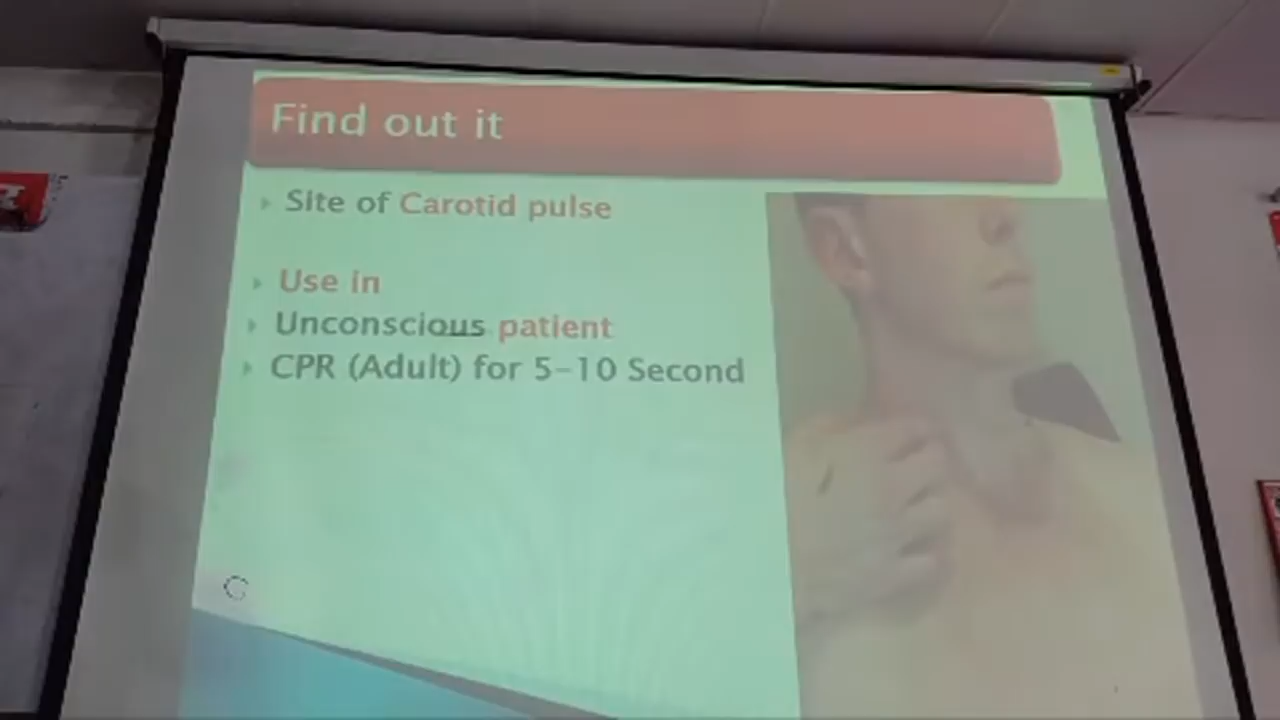 Find out it
Site of Carotid pulse
Use in
Unconscious patient
CPR (Adult) for 5-10 Second